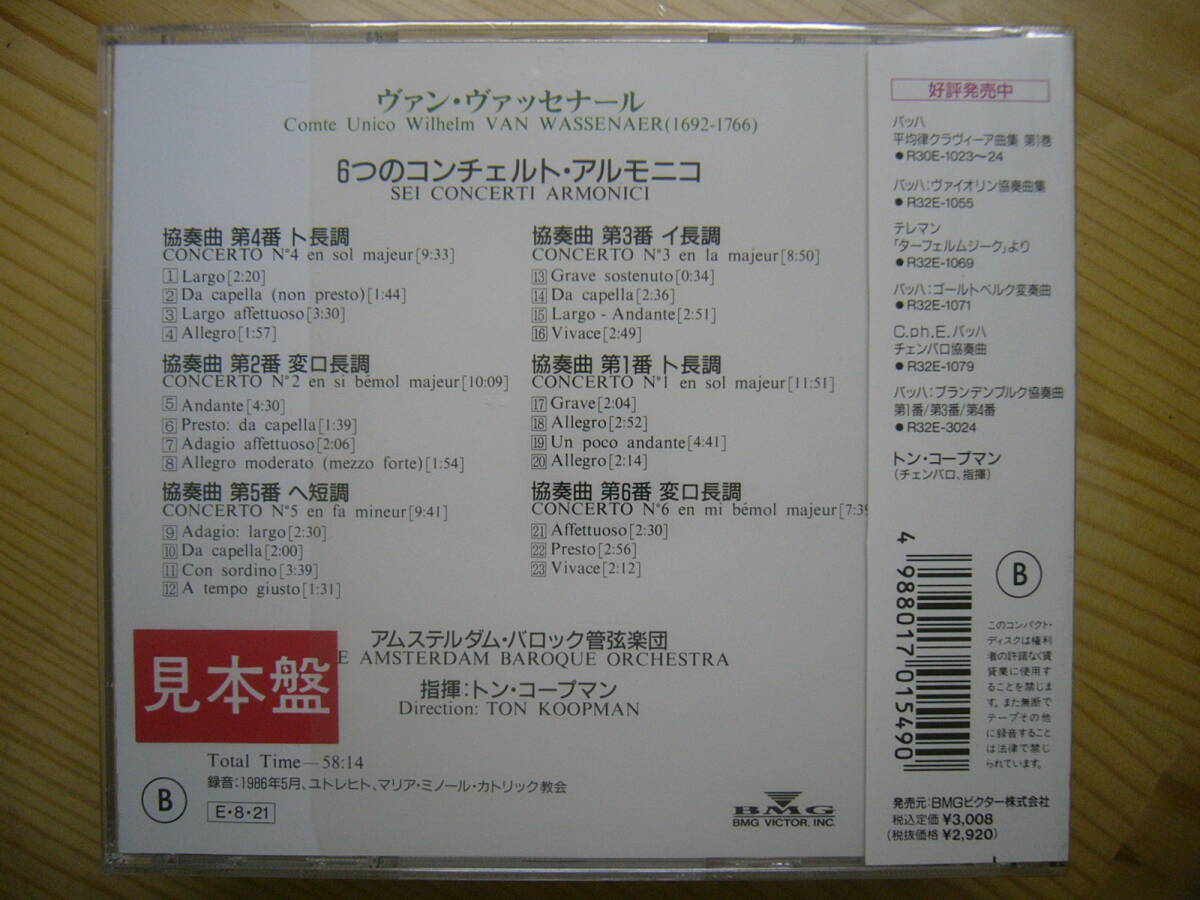 ヴァン・ヴァッセナール
Comte Unico Wilhelm VAN WASSENAER(1692-1766)
6つのコンチェルト・アルモニコ
SEI CONCERTI ARMONICI
協奏曲 第4番 ト長調
CONCERTO N°4 en sol majeur[9:33]
1 Largo[2:20]
2 Da capella (non presto)[1:44]
3 Largo affettuoso[3:30]
4 Allegro[1:57]
協奏曲 第2番 変ロ長調
CONCERTO N°2 en si bémol majeur[10:09]
5 Andante[4:30]
6 Presto: da capella[1:39]
7 Adagio affettuoso[2:06]
8 Allegro moderato (mezzo forte)[1:54]
協奏曲 第5番 ヘ短調
CONCERTO N°5 en fa mineur[9:41]
9 Adagio: largo[2:30]
10 Da capella[2:00]
11 Con sordino[3:39]
12 A tempo giusto[1:31]
協奏曲 第3番 イ長調
CONCERTO N°3 en la majeur[8:50]
13 Grave sostenuto[0:34]
14 Da capella[2:36]
15 Largo - Andante[2:51]
16 Vivace[2:49]
協奏曲 第1番 ト長調
CONCERTO N°1 en sol majeur[11:51]
17 Grave[2:04]
18 Allegro[2:52]
19 Un poco andante[4:41]
20 Allegro[2:14]
協奏曲 第6番 変ロ長調
CONCERTO N°6 en mi bémol majeur[7:39
21 Affettuoso[2:30]
22 Presto[2:56]
23 Vivace[2:12]
アムステルダム・バロック管弦楽団
E AMSTERDAM BAROQUE ORCHESTRA
指揮:トン・コープマン
Direction: TON KOOPMAN
見本盤
Total Time—58:14
録音:1986年5月、ユトレヒト、マリア・ミノール・カトリック教会
B
E・8・21
BMG
BMG VICTOR, INC.
好評発売中
バッハ
平均律クラヴィーア曲集 第1巻
●R30E-1023〜24
バッハ:ヴァイオリン協奏曲集
●R32E-1055
テレマン
「ターフェルムジーク」より
●R32E-1069
バッハ:ゴールトベルク変奏曲
●R32E-1071
C.ph.E.バッハ
チェンバロ協奏曲
●R32E-1079
バッハ:ブランデンブルク協奏曲
第1番/第3番/第4番
●R32E-3024
トン・コープマン
(チェンバロ、指揮)
4 988017 015490
B
このコンパクト・
ディスクは権利
者の許諾なく賃
貸業に使用す
ることを禁じま
す。また無断で
テープその他
に録音すること
は法律で禁じ
られています。
発売元:BMGビクター株式会社
税込定価 ¥3,008
(税抜価格 ¥2,920)